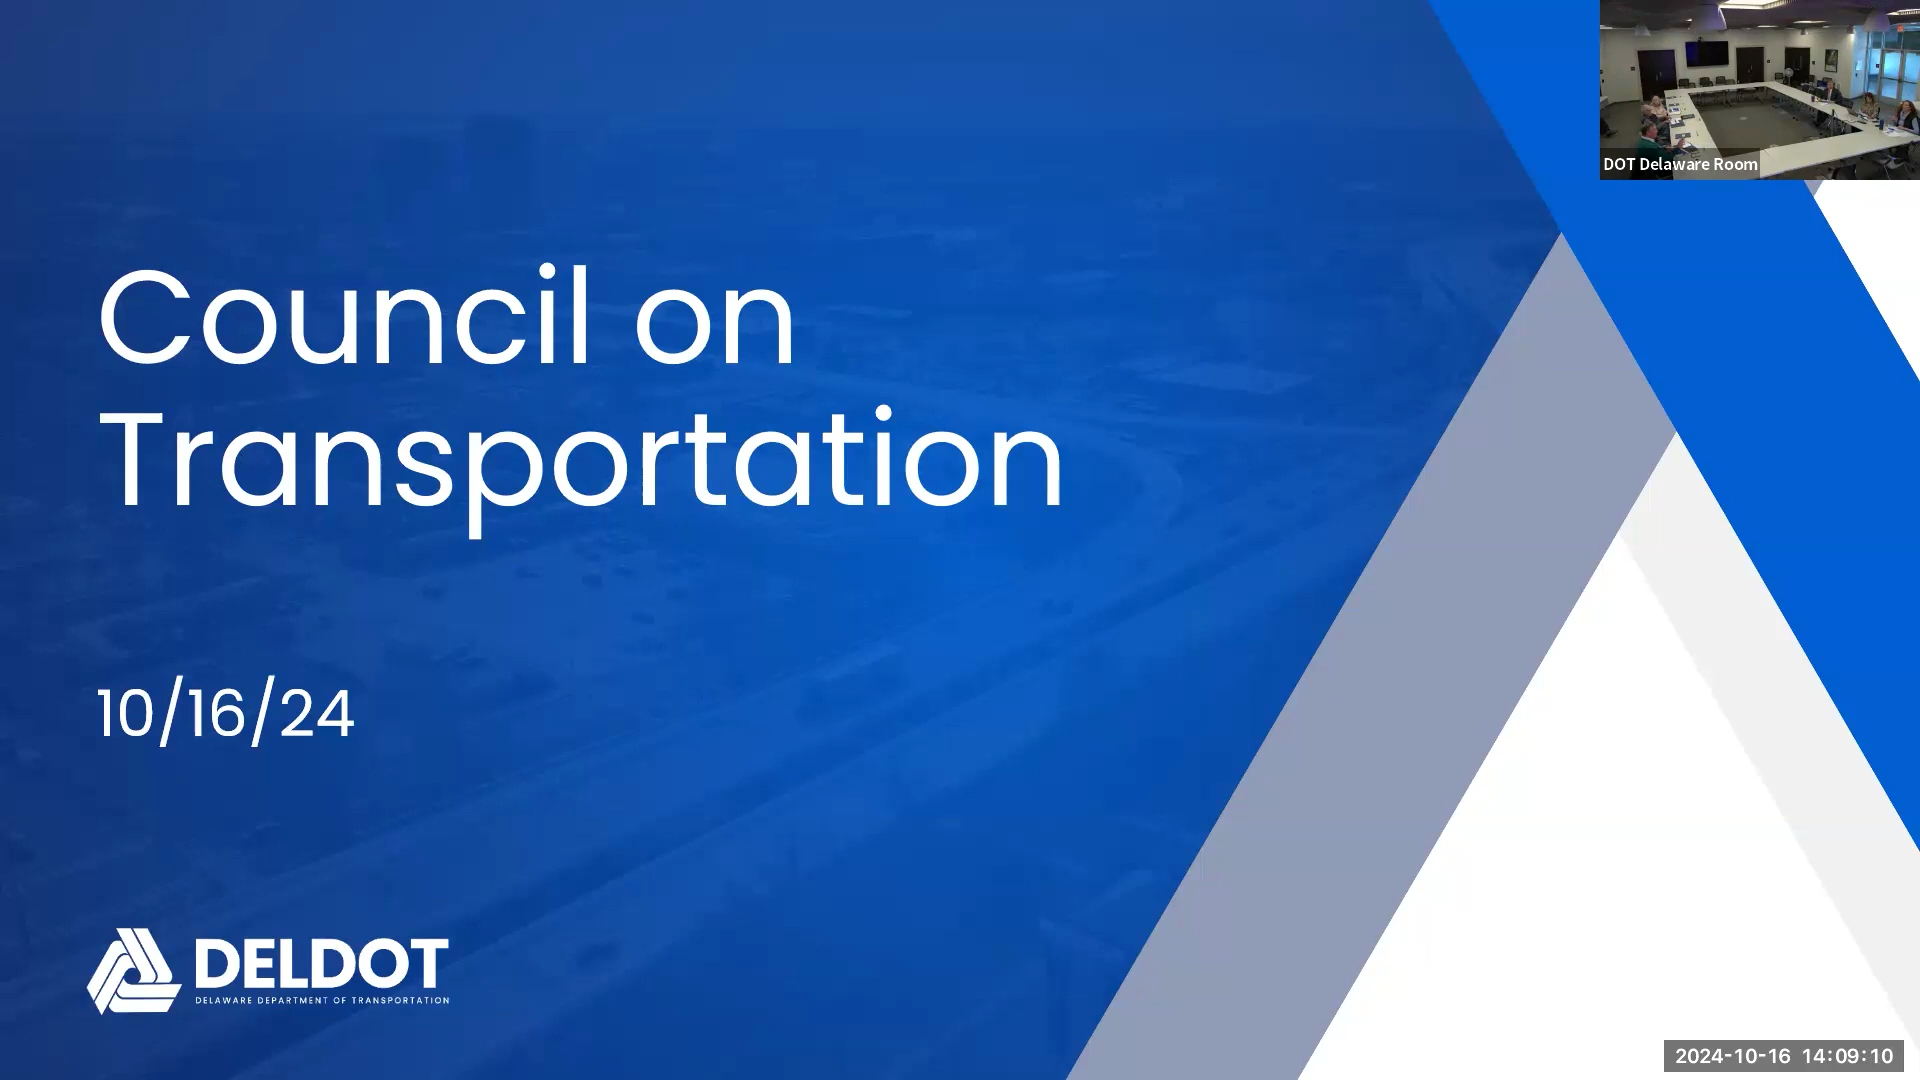 Council on
Transportation
10/16/24
DELDOT
DELAWARE DEPARTMENT OF TRANSPORTATION
DOT Delaware Room
2024-10-16 14:09:10